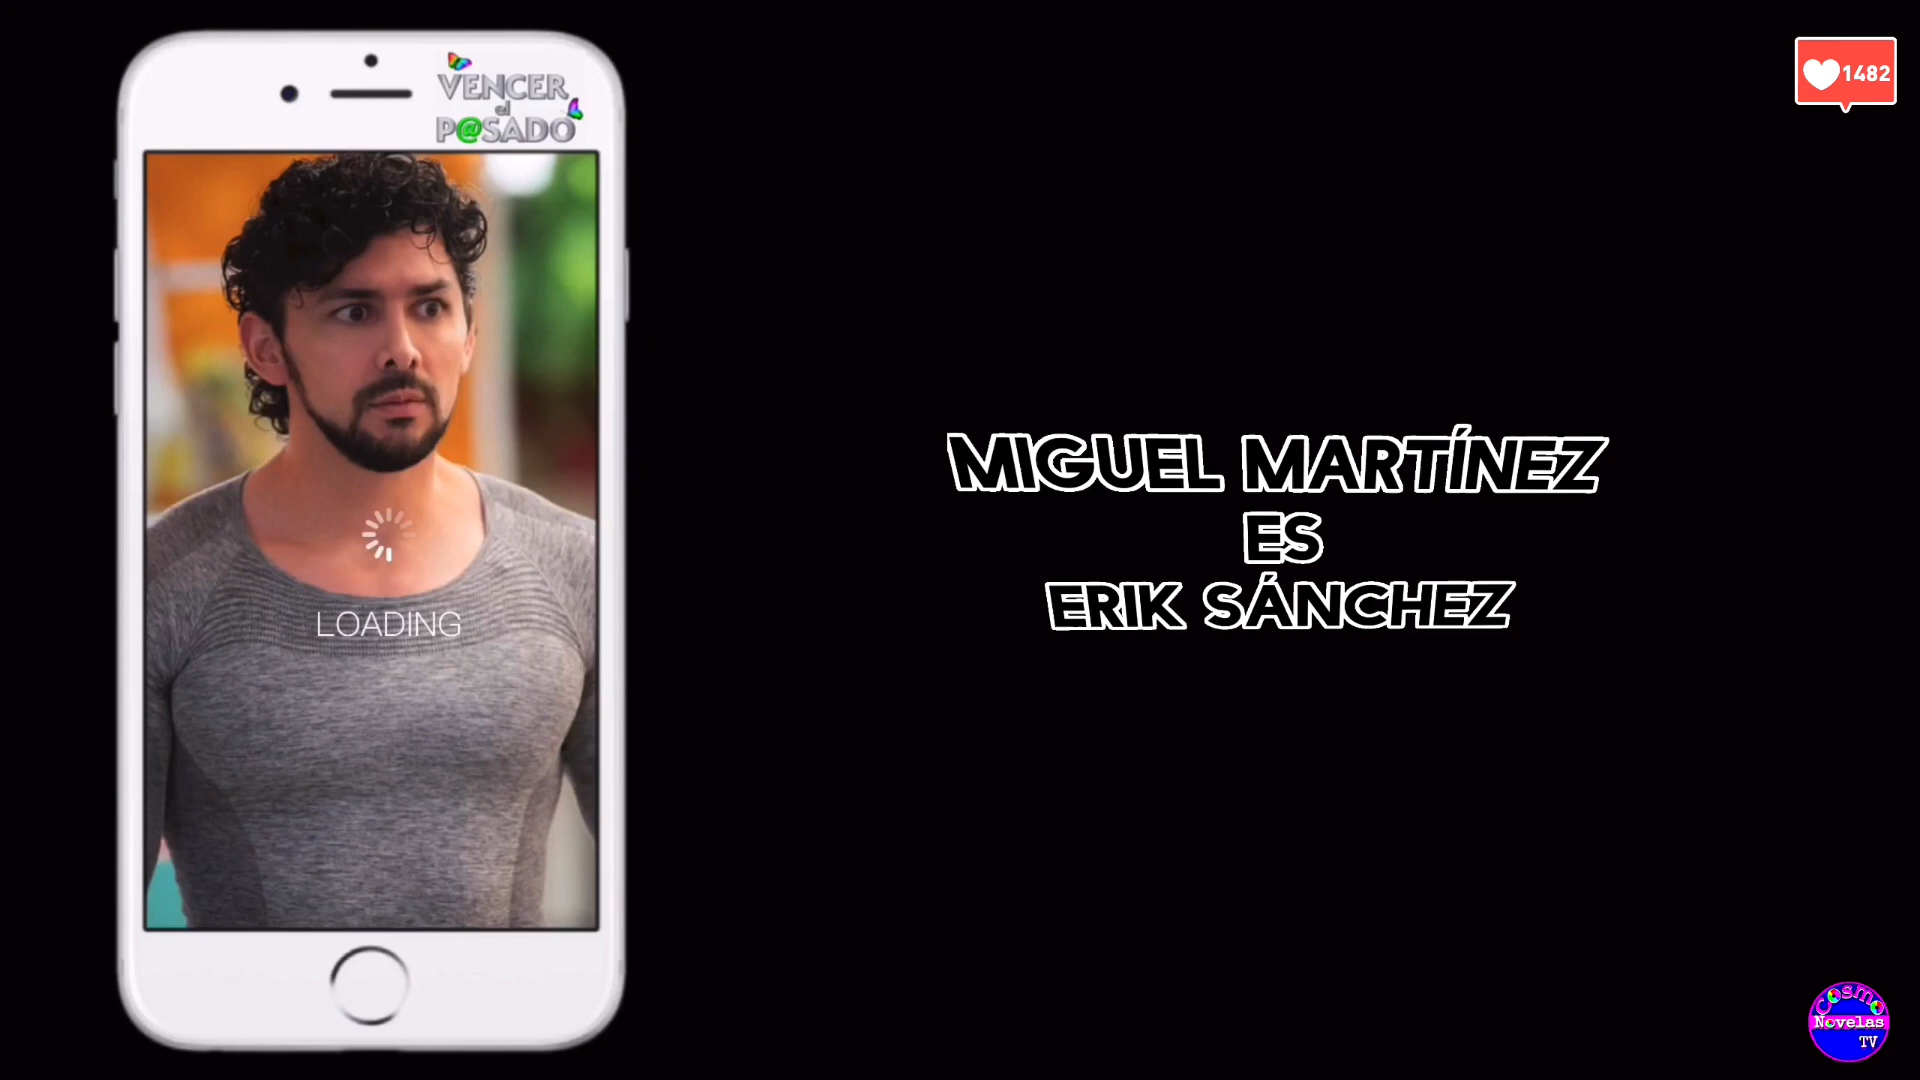 VENCER
el
P@SADO
1482
LOADING
MIGUEL MARTÍNEZ
ES
ERIK SÁNCHEZ
Cosmo
Novelas
TV